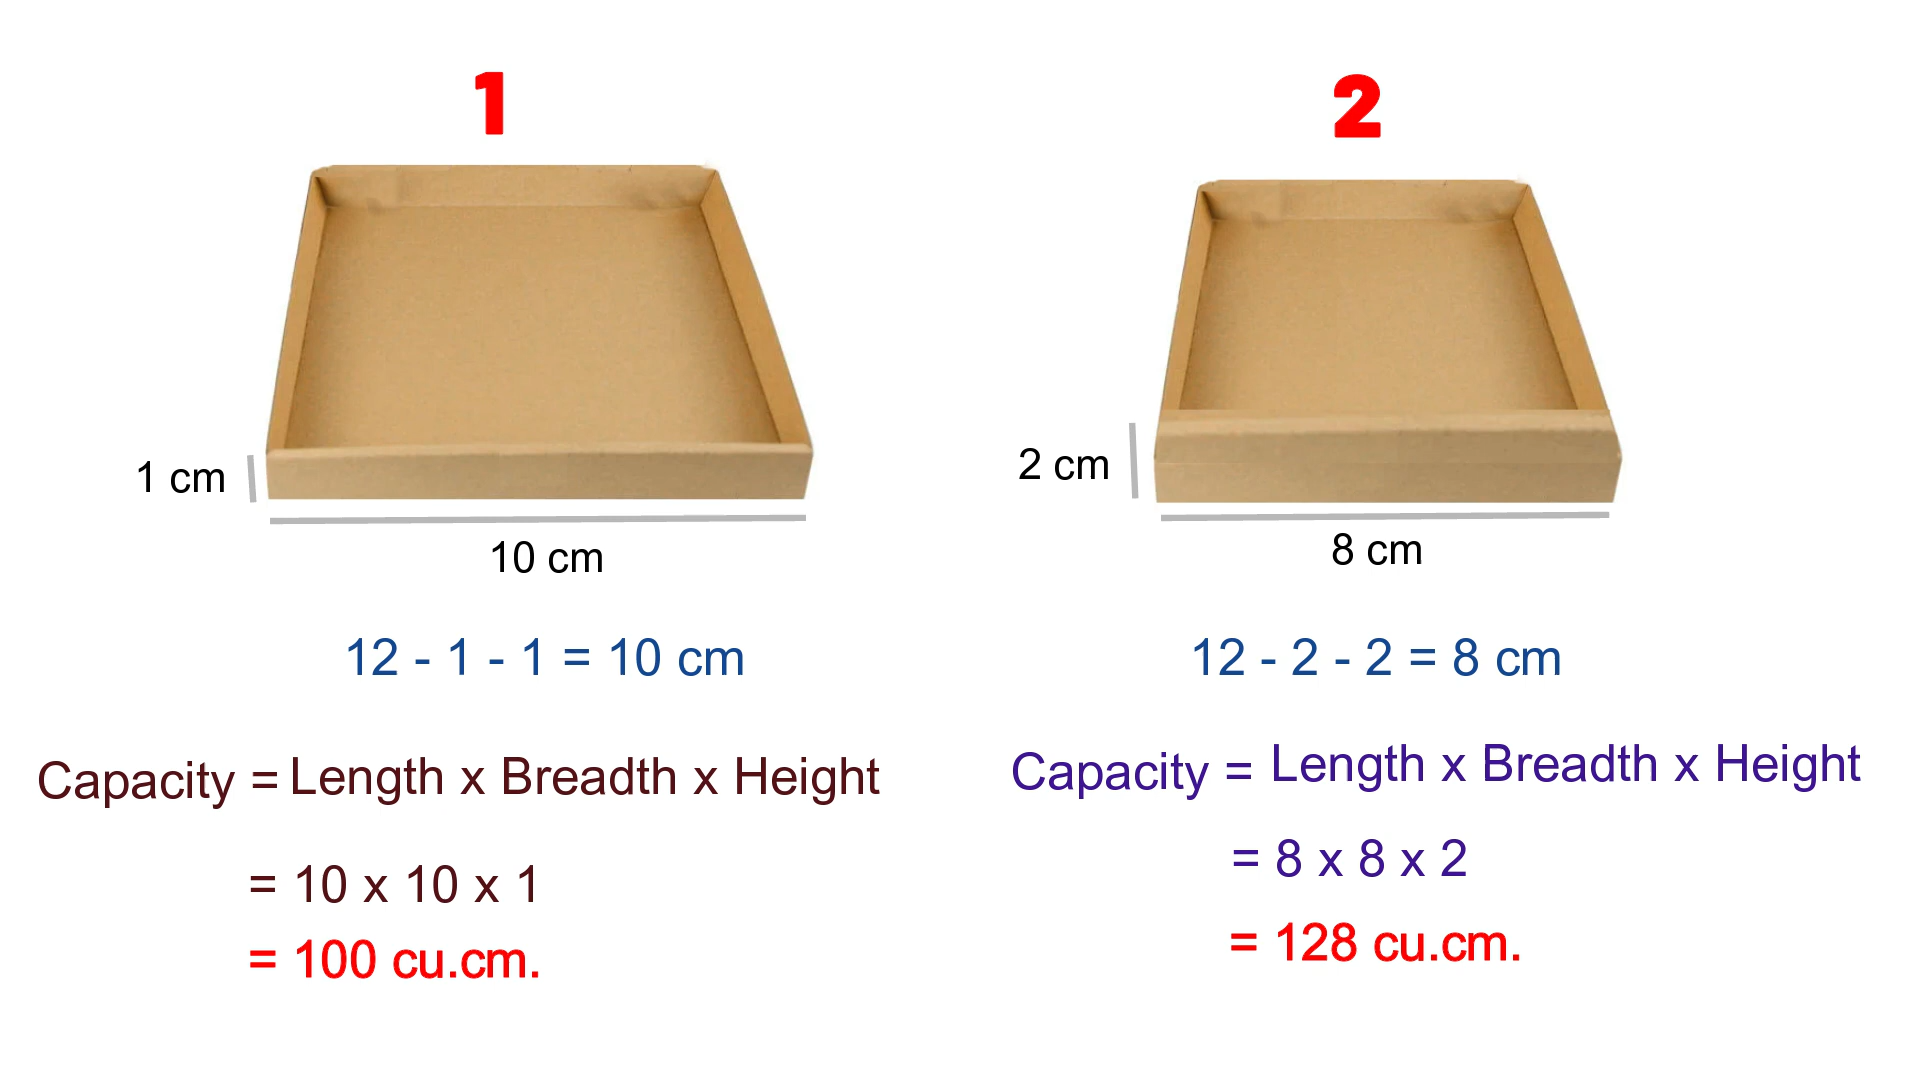 1
1 cm
10 cm
12 - 1 - 1 = 10 cm
Capacity = Length x Breadth x Height
= 10 x 10 x 1
= 100 cu.cm.
2
2 cm
8 cm
12 - 2 - 2 = 8 cm
Capacity = Length x Breadth x Height
= 8 x 8 x 2
= 128 cu.cm.